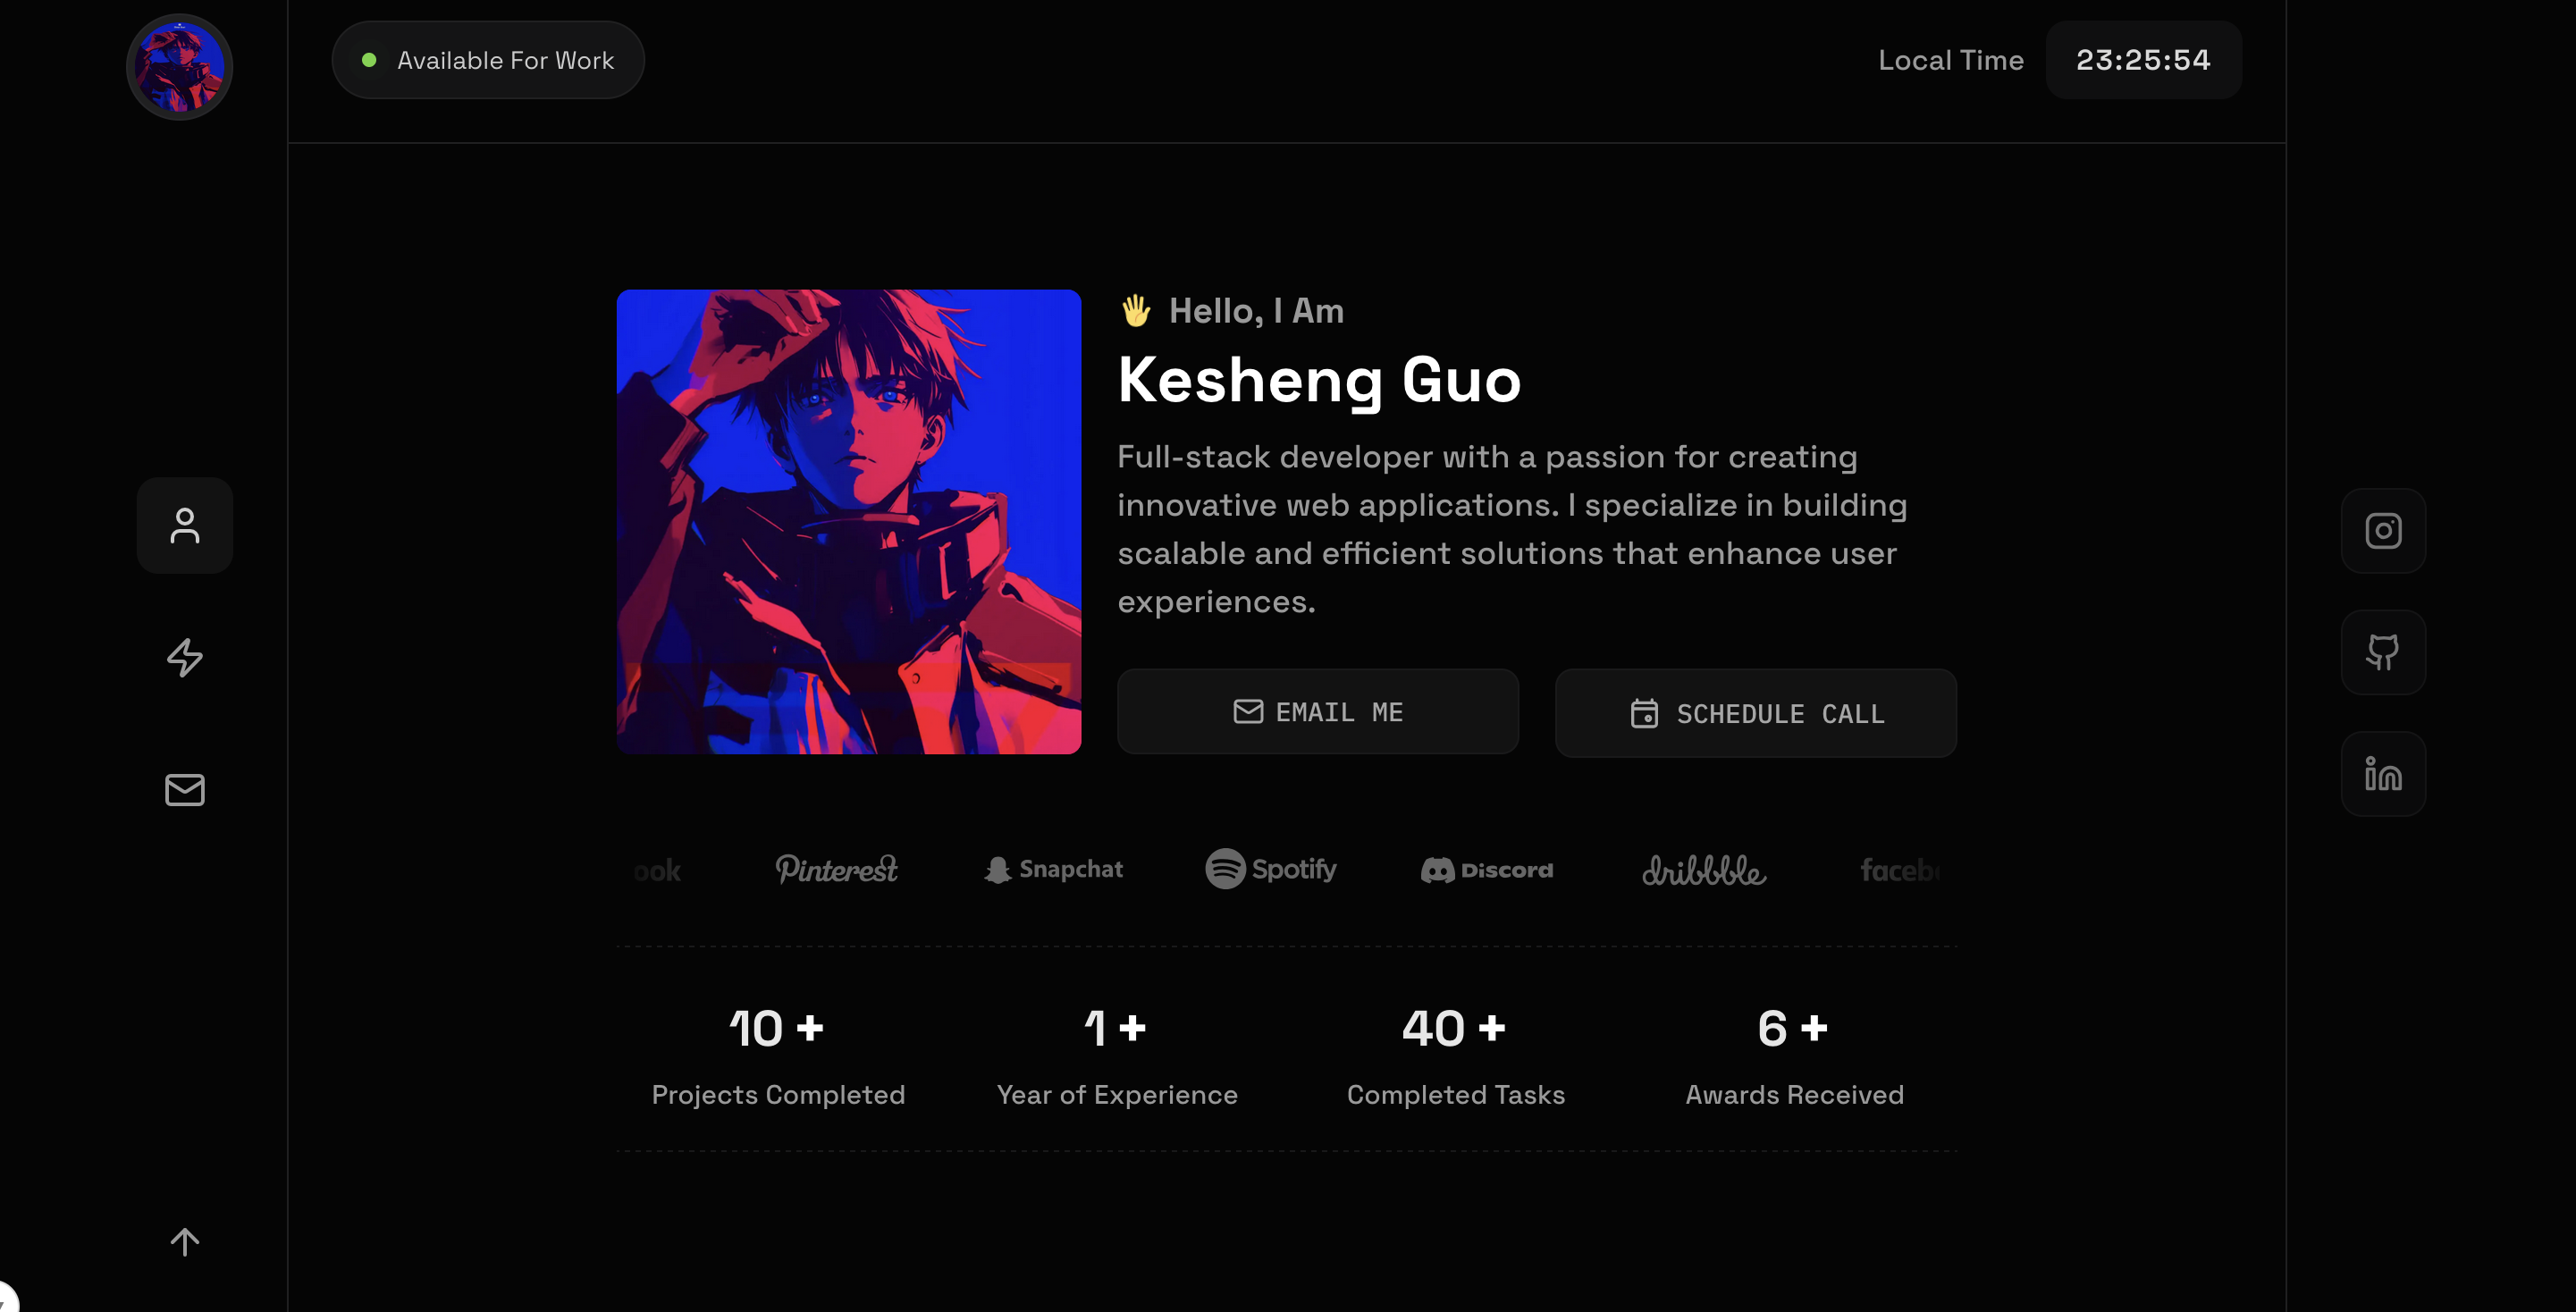 Available For Work
Local Time 23:25:54
Hello, I Am
Kesheng Guo
Full-stack developer with a passion for creating
innovative web applications. I specialize in building
scalable and efficient solutions that enhance user
experiences.
EMAIL ME SCHEDULE CALL
ook Pinterest Snapchat Spotify Discord dribbble faceb
10 + 1 + 40 + 6 +
Projects Completed Year of Experience Completed Tasks Awards Received